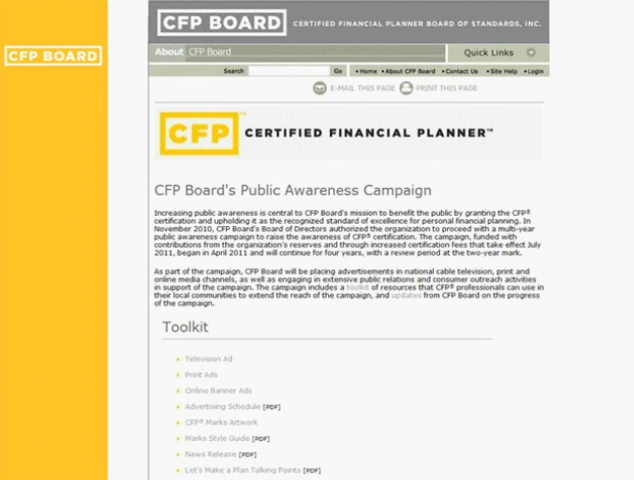 CFP BOARD
CFP BOARD CERTIFIED FINANCIAL PLANNER BOARD OF STANDARDS, INC.
About CFP Board Quick Links
Search Go • Home • About CFP Board • Contact Us • Site Help • Login
E-MAIL THIS PAGE PRINT THIS PAGE
CFP™ CERTIFIED FINANCIAL PLANNER™
CFP Board's Public Awareness Campaign
Increasing public awareness is central to CFP Board's mission to benefit the public by granting the CFP®
certification and upholding it as the recognized standard of excellence for personal financial planning. In
November 2010, CFP Board's Board of Directors authorized the organization to proceed with a multi-year
public awareness campaign to raise the awareness of CFP® certification. The campaign, funded with
contributions from the organization's reserves and through increased certification fees that take effect July
2011, began in April 2011 and will continue for four years, with a review period at the two-year mark.
As part of the campaign, CFP Board will be placing advertisements in national cable television, print and
online media channels, as well as engaging in extensive public relations and consumer outreach activities
in support of the campaign. The campaign includes a toolkit of resources that CFP® professionals can use in
their local communities to extend the reach of the campaign, and updates from CFP Board on the progress
of the campaign.
Toolkit
Television Ad
Print Ads
Online Banner Ads
Advertising Schedule [PDF]
CFP® Marks Artwork
Marks Style Guide [PDF]
News Release [PDF]
Let's Make a Plan Talking Points [PDF]